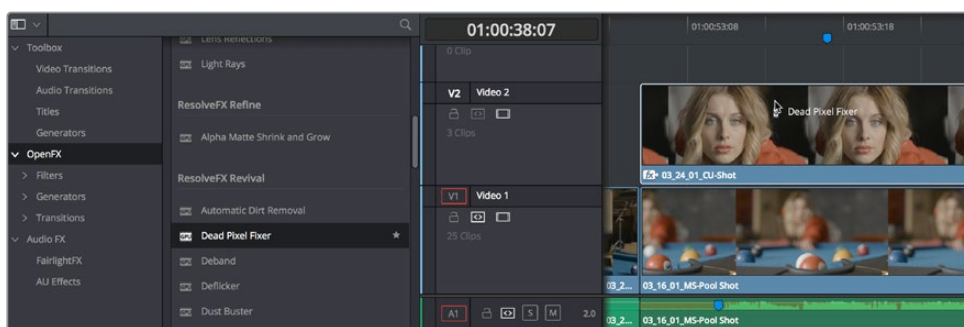 01:00:38:07
01:00:53:08
01:00:53:18
Toolbox
Video Transitions
Audio Transitions
Titles
Generators
OpenFX
Filters
Generators
Transitions
Audio FX
FairlightFX
AU Effects
Lens Reflections
Light Rays
ResolveFX Refine
Alpha Matte Shrink and Grow
ResolveFX Revival
Automatic Dirt Removal
Dead Pixel Fixer
Deband
Deflicker
Dust Buster
0 Clip
V2 Video 2
3 Clips
V1 Video 1
25 Clips
A1 S M 2.0
Dead Pixel Fixer
fx 03_24_01_CU-Shot
03_2... 03_16_01_MS-Pool Shot
03_2... 03_16_01_MS-Pool Shot